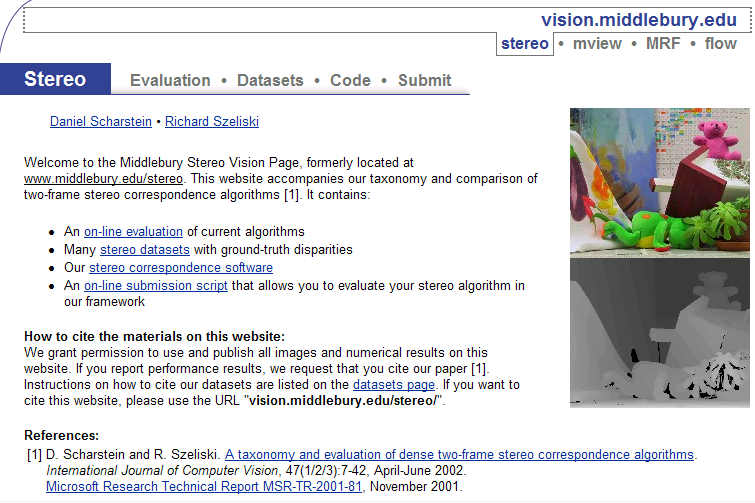 vision.middlebury.edu
stereo • mview • MRF • flow
Stereo Evaluation • Datasets • Code • Submit
Daniel Scharstein • Richard Szeliski
Welcome to the Middlebury Stereo Vision Page, formerly located at
www.middlebury.edu/stereo. This website accompanies our taxonomy and comparison of
two-frame stereo correspondence algorithms [1]. It contains:
• An on-line evaluation of current algorithms
• Many stereo datasets with ground-truth disparities
• Our stereo correspondence software
• An on-line submission script that allows you to evaluate your stereo algorithm in
our framework
How to cite the materials on this website:
We grant permission to use and publish all images and numerical results on this
website. If you report performance results, we request that you cite our paper [1].
Instructions on how to cite our datasets are listed on the datasets page. If you want to
cite this website, please use the URL "vision.middlebury.edu/stereo/".
References:
[1] D. Scharstein and R. Szeliski. A taxonomy and evaluation of dense two-frame stereo correspondence algorithms.
International Journal of Computer Vision, 47(1/2/3):7-42, April-June 2002.
Microsoft Research Technical Report MSR-TR-2001-81, November 2001.